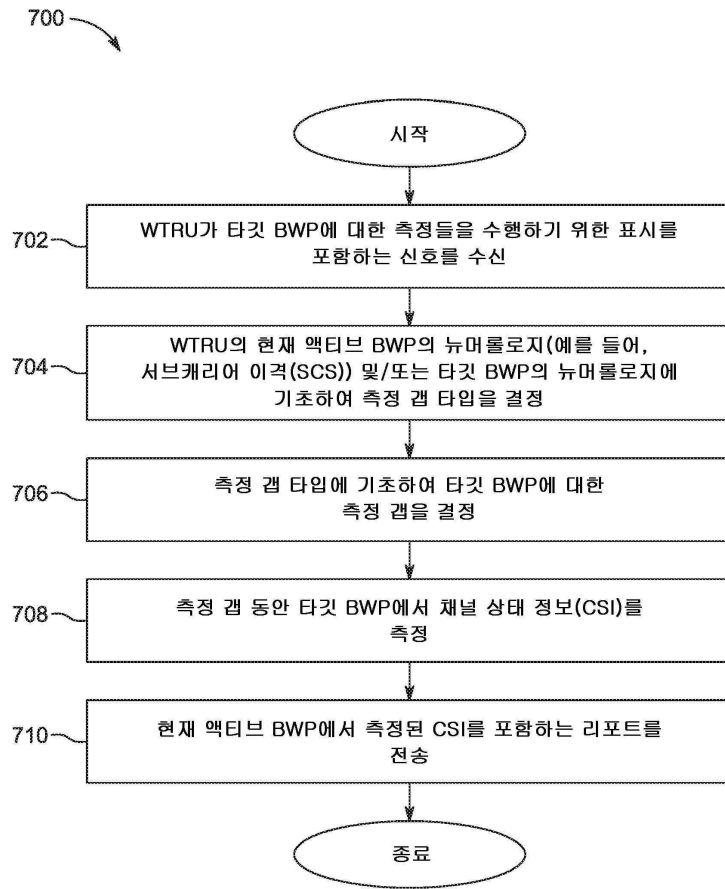 700
시작
702
WTRU가 타깃 BWP에 대한 측정들을 수행하기 위한 표시를
포함하는 신호를 수신
704
WTRU의 현재 액티브 BWP의 뉴머롤로지(예를 들어,
서브캐리어 이격(SCS)) 및/또는 타깃 BWP의 뉴머롤로지에
기초하여 측정 갭 타입을 결정
706
측정 갭 타입에 기초하여 타깃 BWP에 대한
측정 갭을 결정
708
측정 갭 동안 타깃 BWP에서 채널 상태 정보(CSI)를
측정
710
현재 액티브 BWP에서 측정된 CSI를 포함하는 리포트를
전송
종료